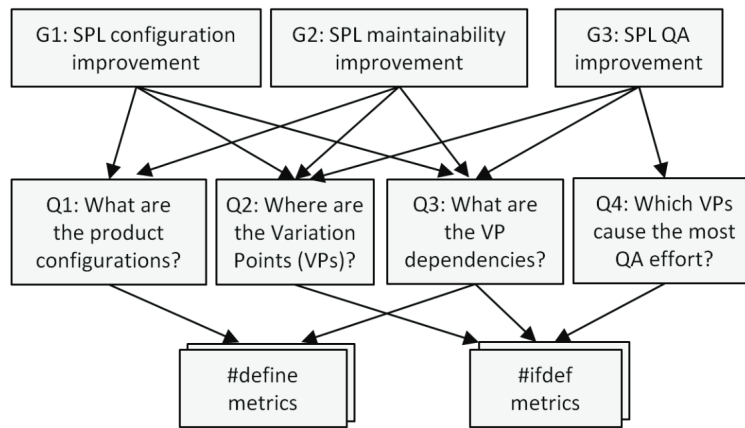 G1: SPL configuration
improvement
G2: SPL maintainability
improvement
G3: SPL QA
improvement
Q1: What are
the product
configurations?
Q2: Where are
the Variation
Points (VPs)?
Q3: What are
the VP
dependencies?
Q4: Which VPs
cause the most
QA effort?
#define
metrics
#ifdef
metrics